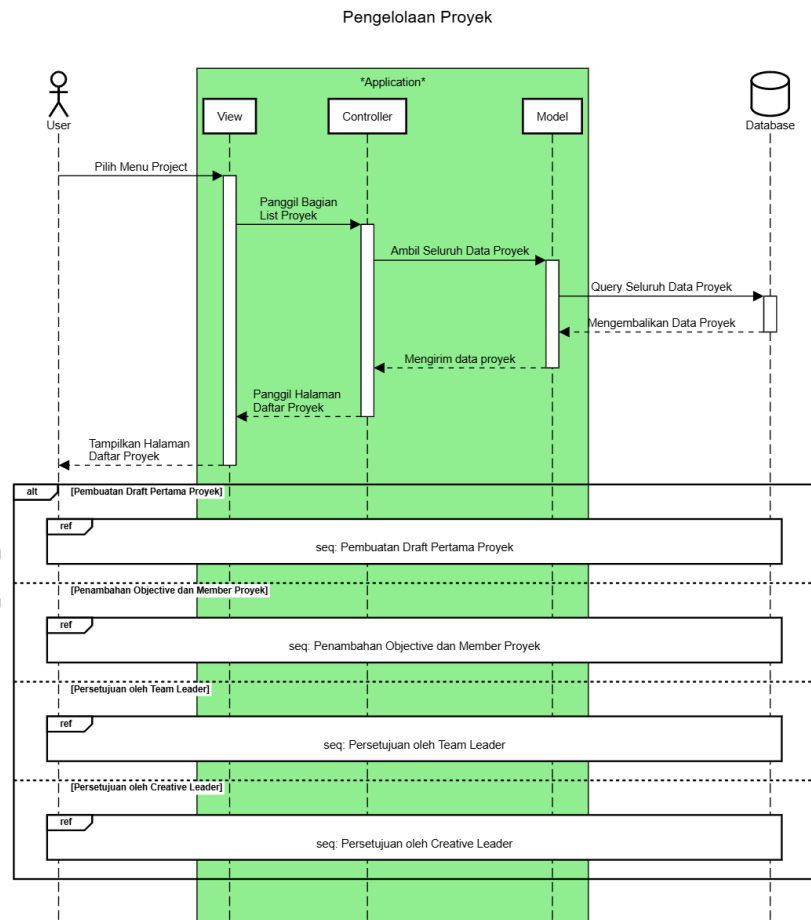 Pengelolaan Proyek
*Application*
User
View
Controller
Model
Database
Pilih Menu Project
Panggil Bagian
List Proyek
Ambil Seluruh Data Proyek
Query Seluruh Data Proyek
Mengembalikan Data Proyek
Mengirim data proyek
Panggil Halaman
Daftar Proyek
Tampilkan Halaman
Daftar Proyek
alt
[Pembuatan Draft Pertama Proyek]
ref
seq: Pembuatan Draft Pertama Proyek
[Penambahan Objective dan Member Proyek]
ref
seq: Penambahan Objective dan Member Proyek
[Persetujuan oleh Team Leader]
ref
seq: Persetujuan oleh Team Leader
[Persetujuan oleh Creative Leader]
ref
seq: Persetujuan oleh Creative Leader